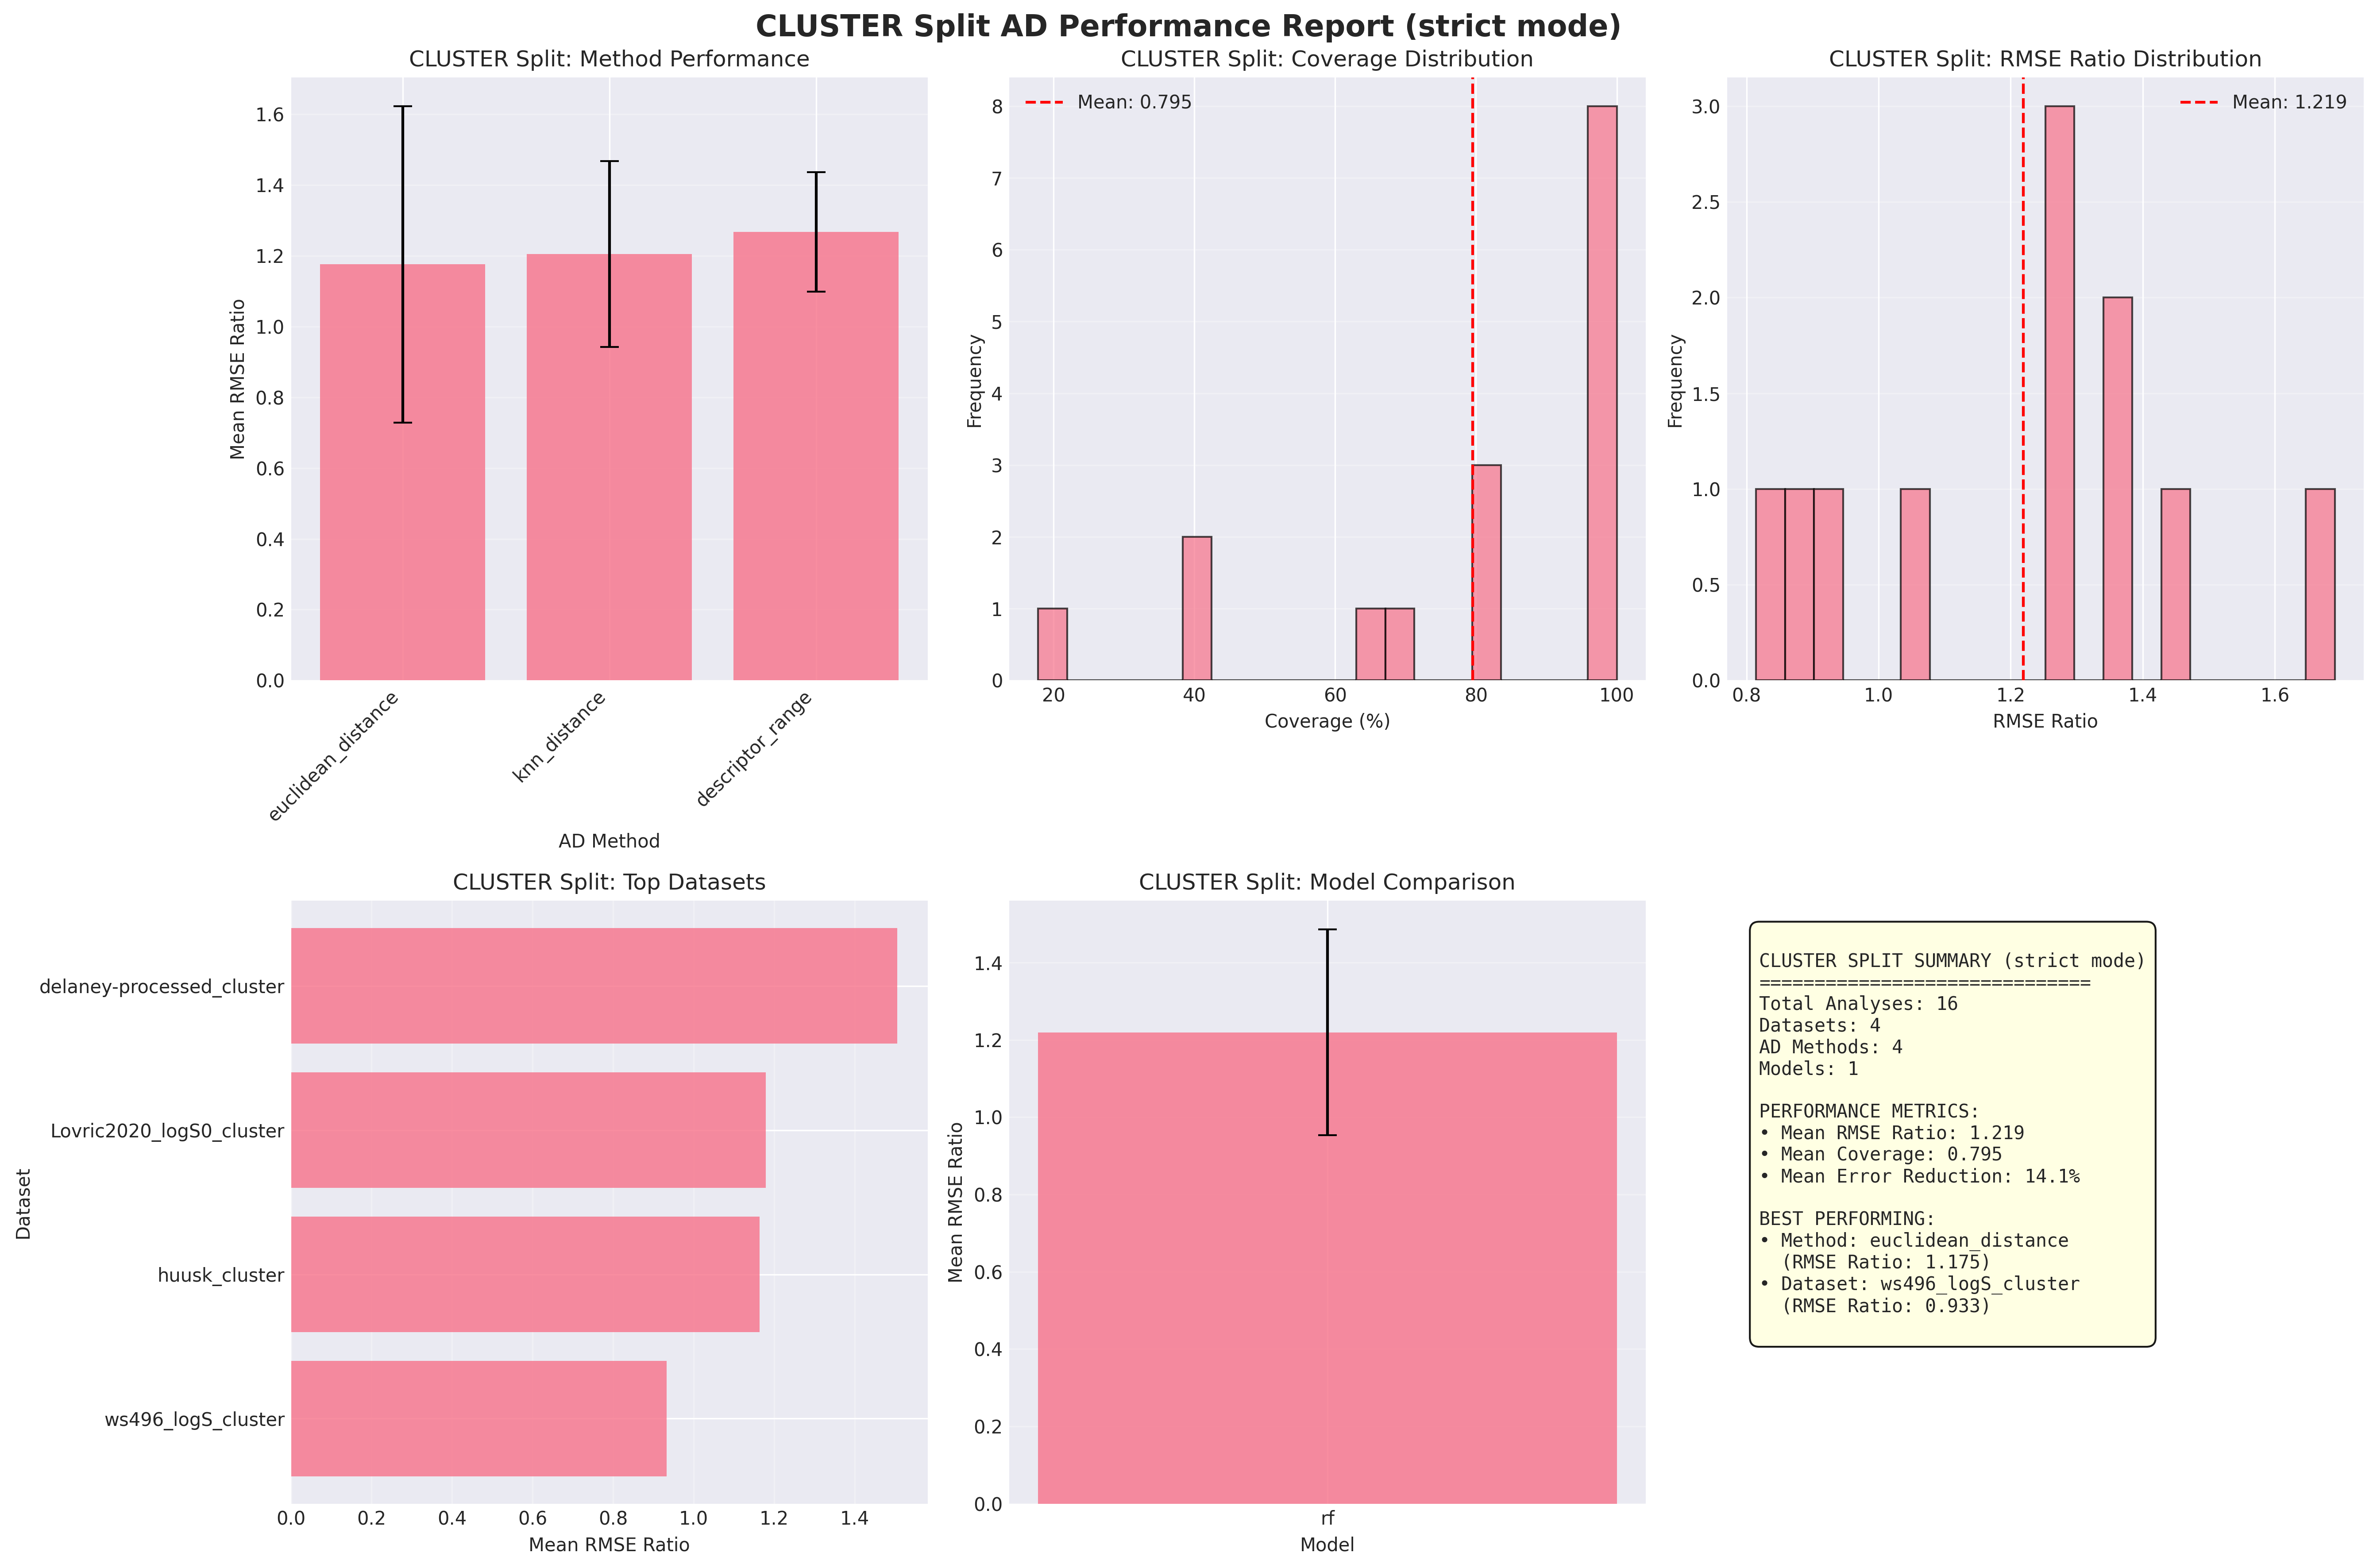 CLUSTER Split AD Performance Report (strict mode)
CLUSTER Split: Method Performance
Mean RMSE Ratio
1.6
1.4
1.2
1.0
0.8
0.6
0.4
0.2
0.0
euclidean_distance
knn_distance
descriptor_range
AD Method
CLUSTER Split: Coverage Distribution
Mean: 0.795
Frequency
8
7
6
5
4
3
2
1
0
20 40 60 80 100
Coverage (%)
CLUSTER Split: RMSE Ratio Distribution
Mean: 1.219
Frequency
3.0
2.5
2.0
1.5
1.0
0.5
0.0
0.8 1.0 1.2 1.4 1.6
RMSE Ratio
CLUSTER Split: Top Datasets
Dataset
delaney-processed_cluster
Lovric2020_logS0_cluster
huusk_cluster
ws496_logS_cluster
0.0 0.2 0.4 0.6 0.8 1.0 1.2 1.4
Mean RMSE Ratio
CLUSTER Split: Model Comparison
Mean RMSE Ratio
1.4
1.2
1.0
0.8
0.6
0.4
0.2
0.0
rf
Model
CLUSTER SPLIT SUMMARY (strict mode)
==============================
Total Analyses: 16
Datasets: 4
AD Methods: 4
Models: 1
PERFORMANCE METRICS:
• Mean RMSE Ratio: 1.219
• Mean Coverage: 0.795
• Mean Error Reduction: 14.1%
BEST PERFORMING:
• Method: euclidean_distance
(RMSE Ratio: 1.175)
• Dataset: ws496_logS_cluster
(RMSE Ratio: 0.933)